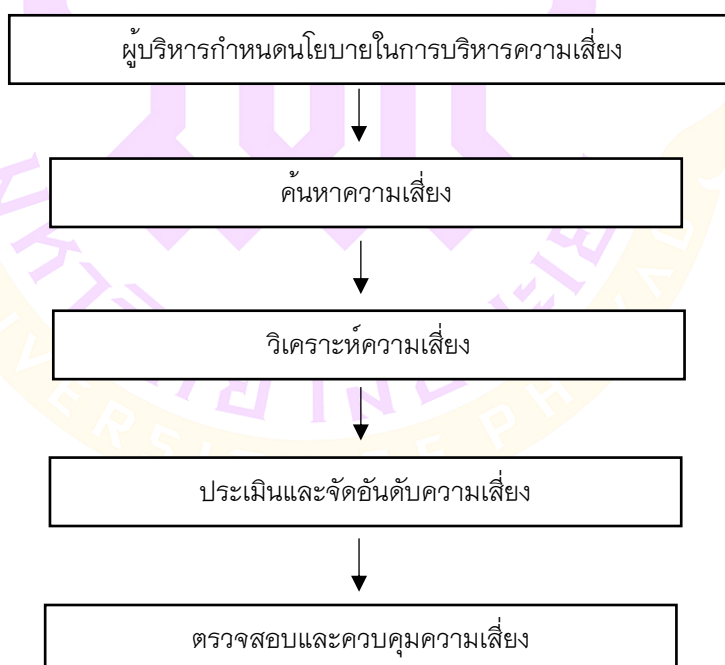 ผู้บริหารกำหนดนโยบายในการบริหารความเสี่ยง
ค้นหาความเสี่ยง
วิเคราะห์ความเสี่ยง
ประเมินและจัดอันดับความเสี่ยง
ตรวจสอบและควบคุมความเสี่ยง